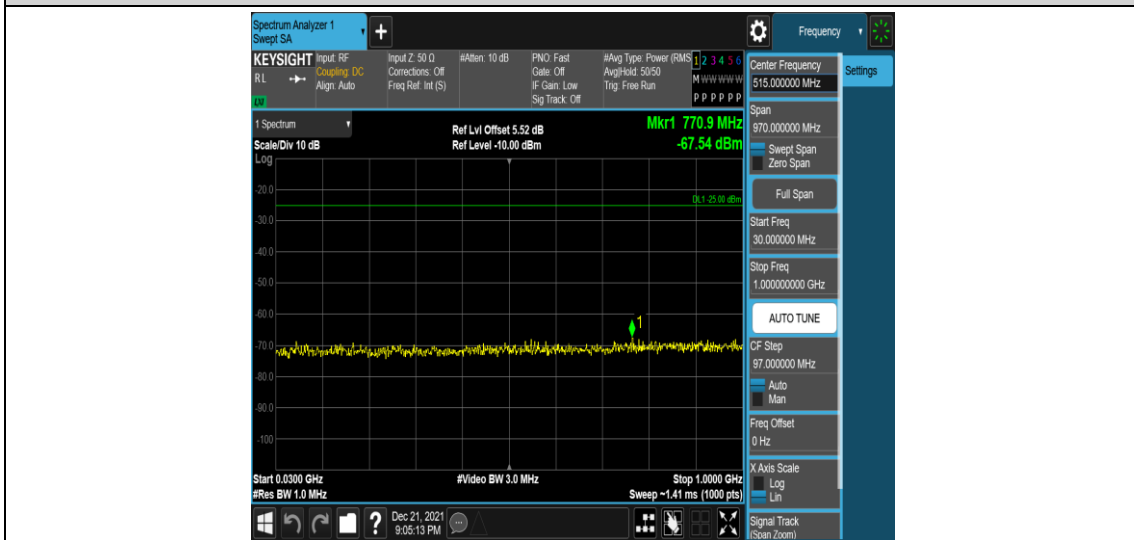 Spectrum Analyzer 1
Swept SA
+
Frequency
KEYSIGHT
RL
Input: RF
Coupling: DC
Align: Auto
Input Z: 50 Ω
Corrections: Off
Freq Ref: Int (S)
#Atten: 10 dB
PNO: Fast
Gate: Off
IF Gain: Low
Sig Track: Off
#Avg Type: Power (RMS
Avg|Hold: 50/50
Trig: Free Run
1 2 3 4 5 6
M W W W W W
P P P P P P
1 Spectrum
Scale/Div 10 dB
Log
Ref Lvl Offset 5.52 dB
Ref Level -10.00 dBm
Mkr1 770.9 MHz
-67.54 dBm
-20.0
DL1 -25.00 dBm
-30.0
-40.0
-50.0
-60.0
1
-70.0
-80.0
-90.0
-100
Start 0.0300 GHz
#Res BW 1.0 MHz
#Video BW 3.0 MHz
Stop 1.0000 GHz
Sweep ~1.41 ms (1000 pts)
Center Frequency
515.000000 MHz
Settings
Span
970.000000 MHz
Swept Span
Zero Span
Full Span
Start Freq
30.000000 MHz
Stop Freq
1.000000000 GHz
AUTO TUNE
CF Step
97.000000 MHz
Auto
Man
Freq Offset
0 Hz
X Axis Scale
Log
Lin
Signal Track
(Span Zoom)
?
Dec 21, 2021
9:05:13 PM